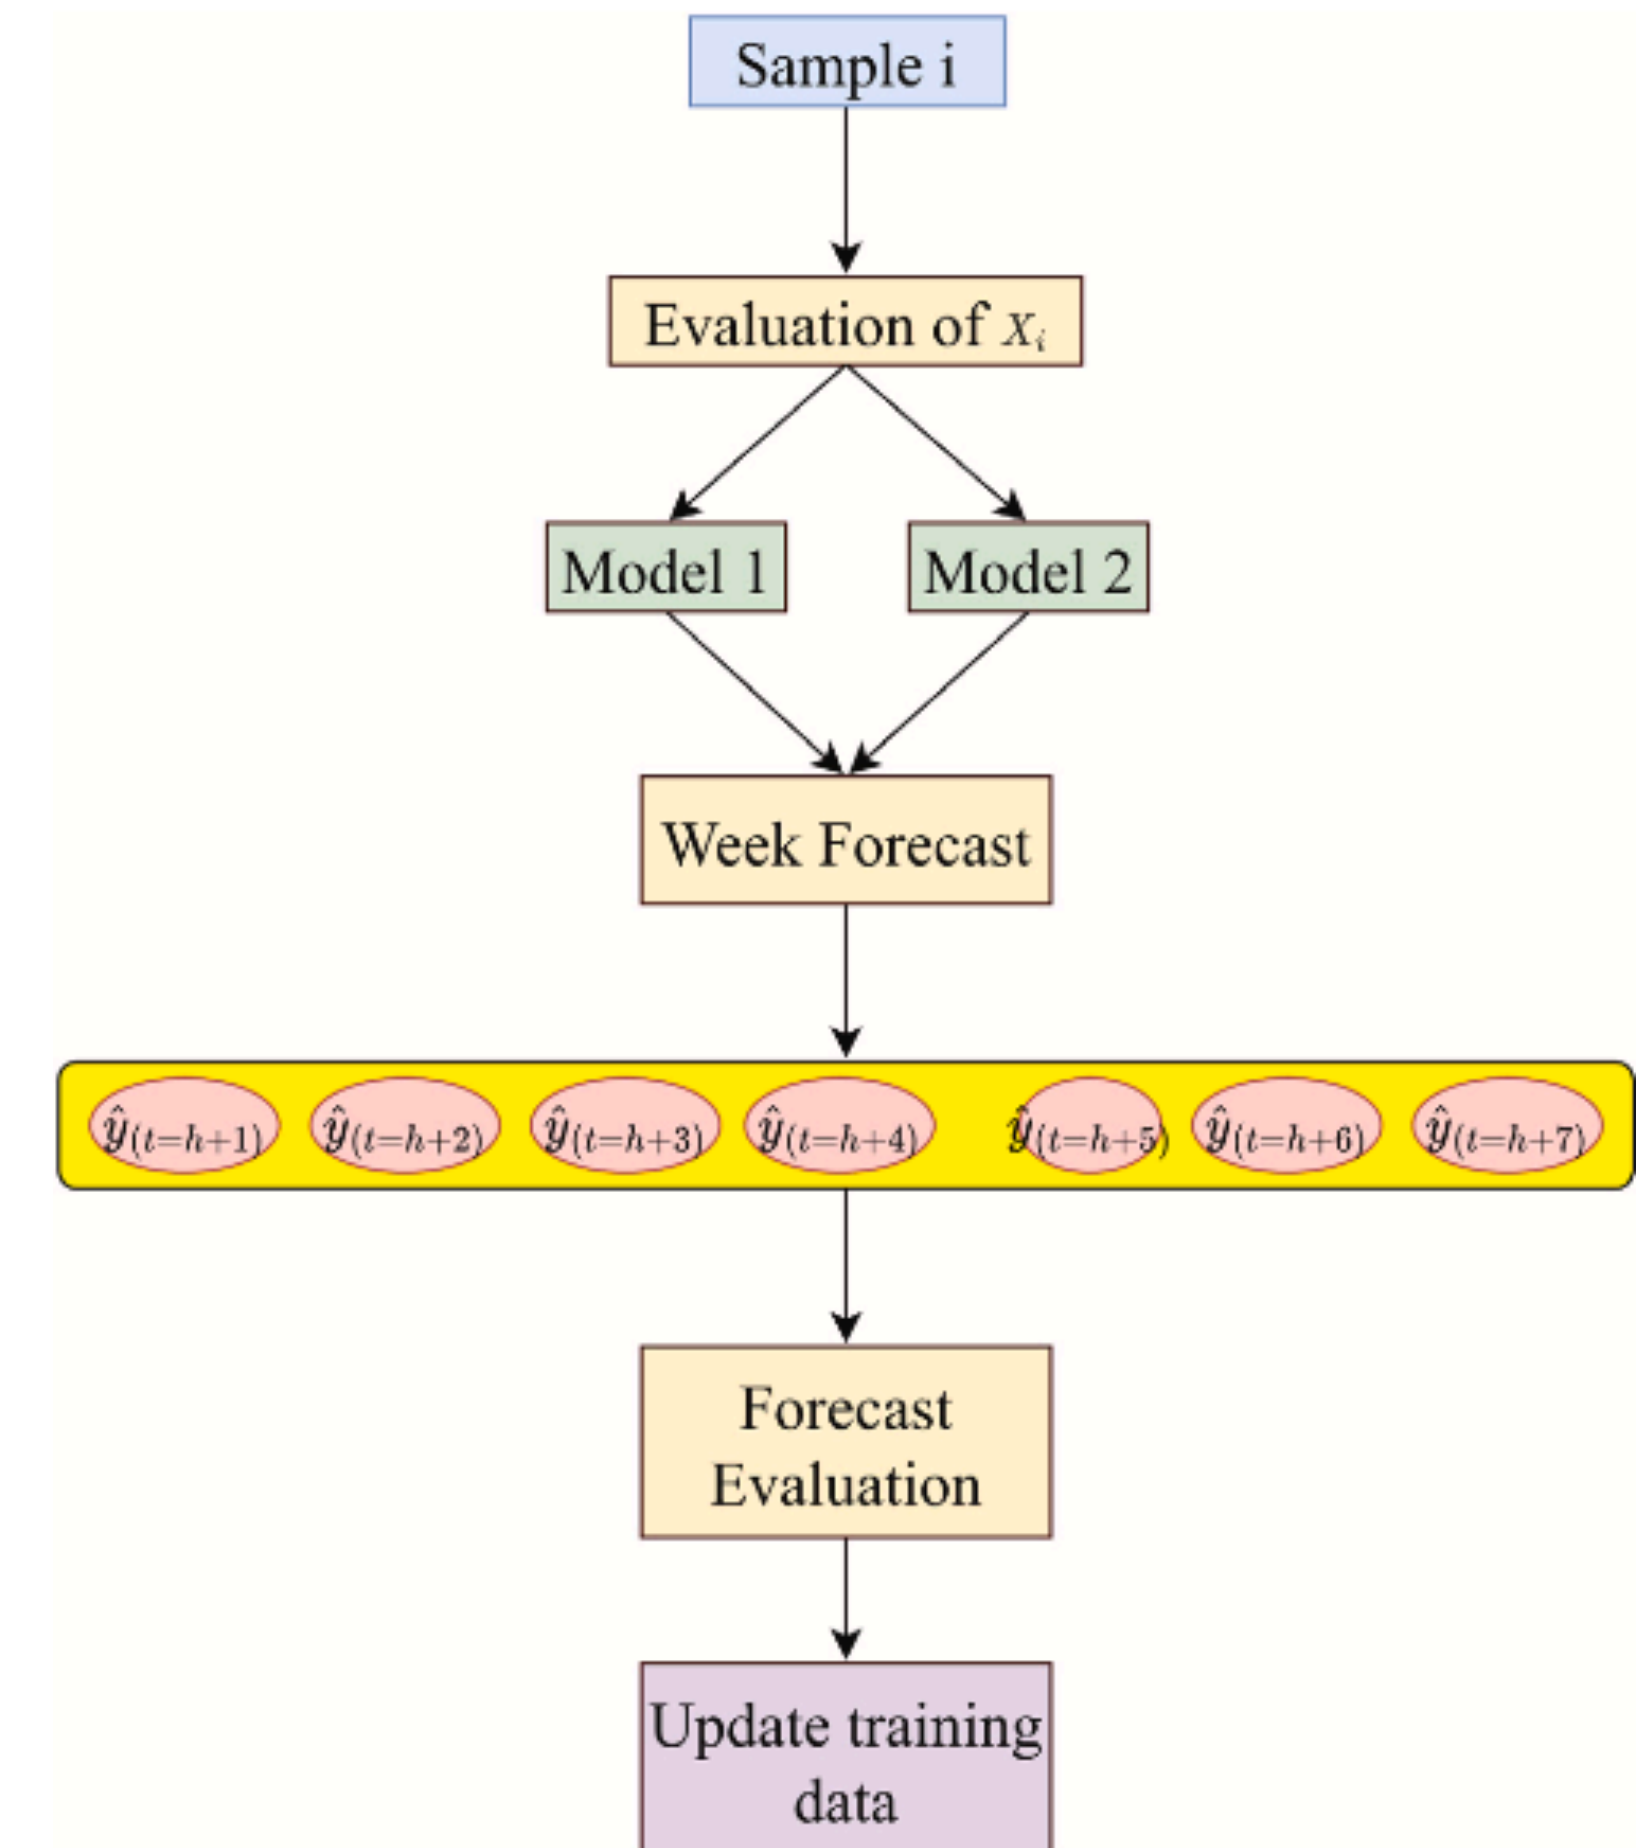 Sample i
Evaluation of Xᵢ
Model 1 Model 2
Week Forecast
ŷ(t=h+1) ŷ(t=h+2) ŷ(t=h+3) ŷ(t=h+4) ŷ(t=h+5) ŷ(t=h+6) ŷ(t=h+7)
Forecast
Evaluation
Update training
data